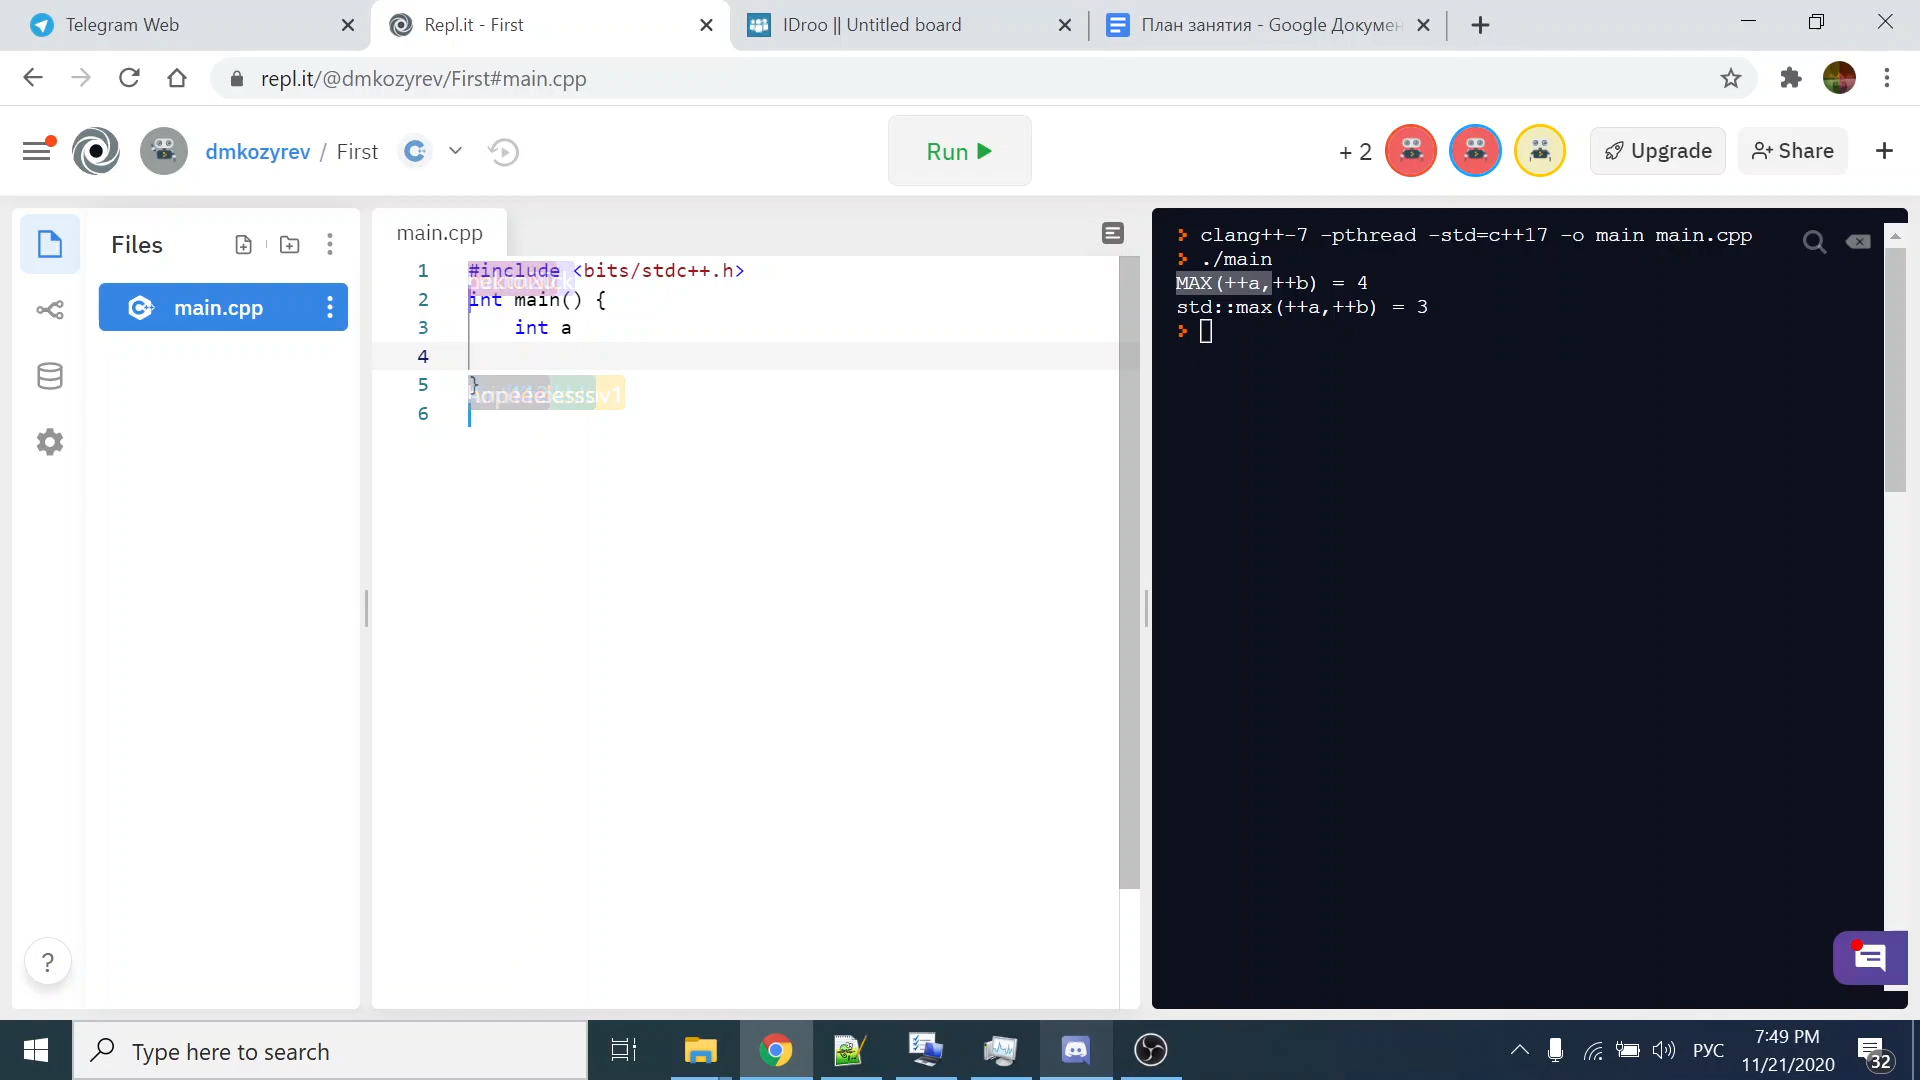 Telegram Web
Repl.it - First
IDroo || Untitled board
План занятия - Google Докумен
repl.it/@dmkozyrev/First#main.cpp
dmkozyrev / First
Run
+ 2
Upgrade
Share
Files
main.cpp
main.cpp
1 #include <bits/stdc++.h>
2 int main() {
3 int a
4
5 }
6
clang++-7 -pthread -std=c++17 -o main main.cpp
./main
MAX(++a,++b) = 4
std::max(++a,++b) = 3
?
Type here to search
РУС
7:49 PM
11/21/2020
32